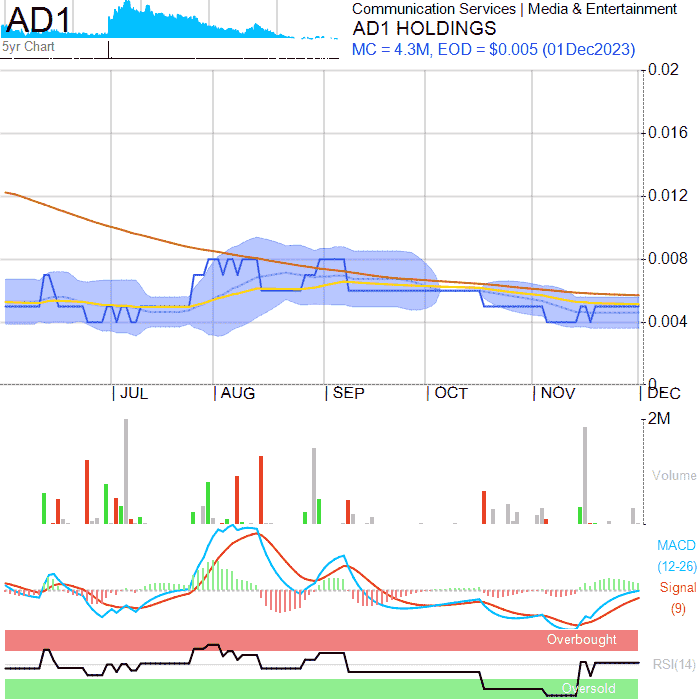 AD1
Communication Services | Media & Entertainment
AD1 HOLDINGS
5yr Chart
MC = 4.3M, EOD = $0.005 (01Dec2023)
0.02
0.016
0.012
0.008
0.004
0
JUL AUG SEP OCT NOV DEC
2M
Volume
MACD
(12-26)
Signal
(9)
Overbought
RSI(14)
Oversold